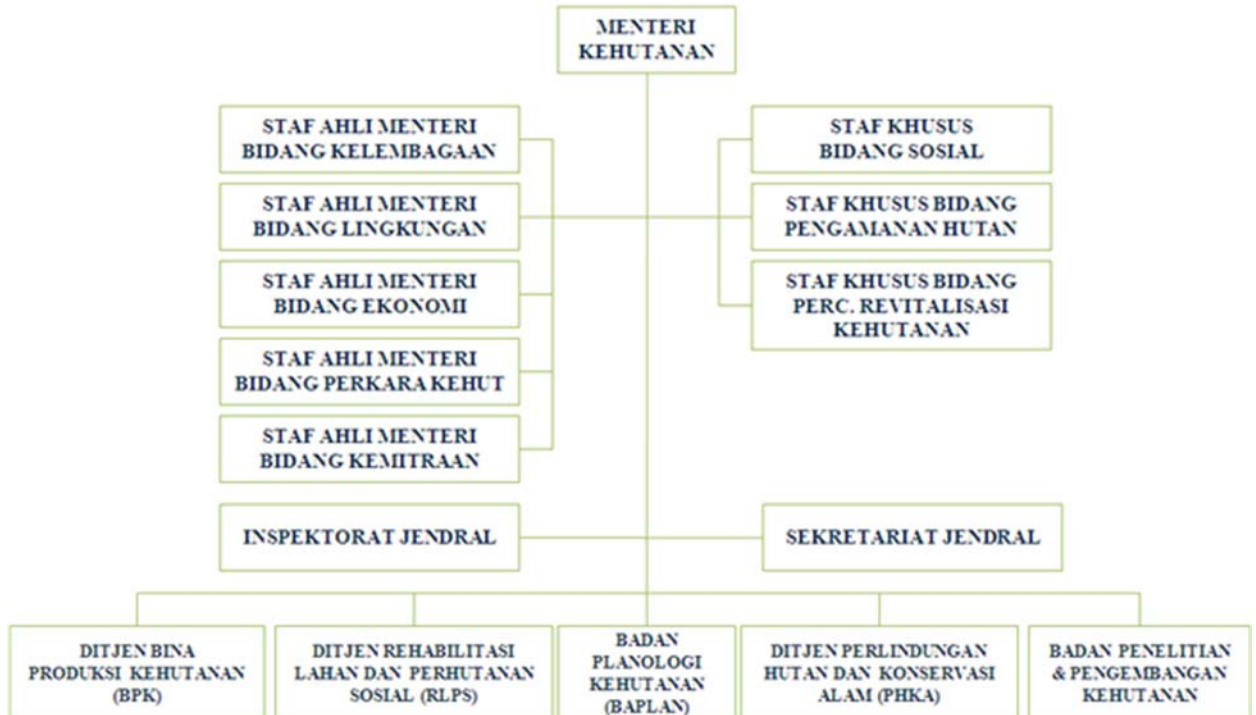 MENTERI
KEHUTANAN
STAF AHLI MENTERI
BIDANG KELEMBAGAAN
STAF KHUSUS
BIDANG SOSIAL
STAF AHLI MENTERI
BIDANG LINGKUNGAN
STAF KHUSUS BIDANG
PENGAMANAN HUTAN
STAF AHLI MENTERI
BIDANG EKONOMI
STAF KHUSUS BIDANG
PERC. REVITALISASI
KEHUTANAN
STAF AHLI MENTERI
BIDANG PERKARA KEHUT
STAF AHLI MENTERI
BIDANG KEMITRAAN
INSPEKTORAT JENDRAL
SEKRETARIAT JENDRAL
DITJEN BINA
PRODUKSI KEHUTANAN
(BPK)
DITJEN REHABILITASI
LAHAN DAN PERHUTANAN
SOSIAL (RLPS)
BADAN
PLANOLOGI
KEHUTANAN
(BAPLAN)
DITJEN PERLINDUNGAN
HUTAN DAN KONSERVASI
ALAM (PHKA)
BADAN PENELITIAN
& PENGEMBANGAN
KEHUTANAN